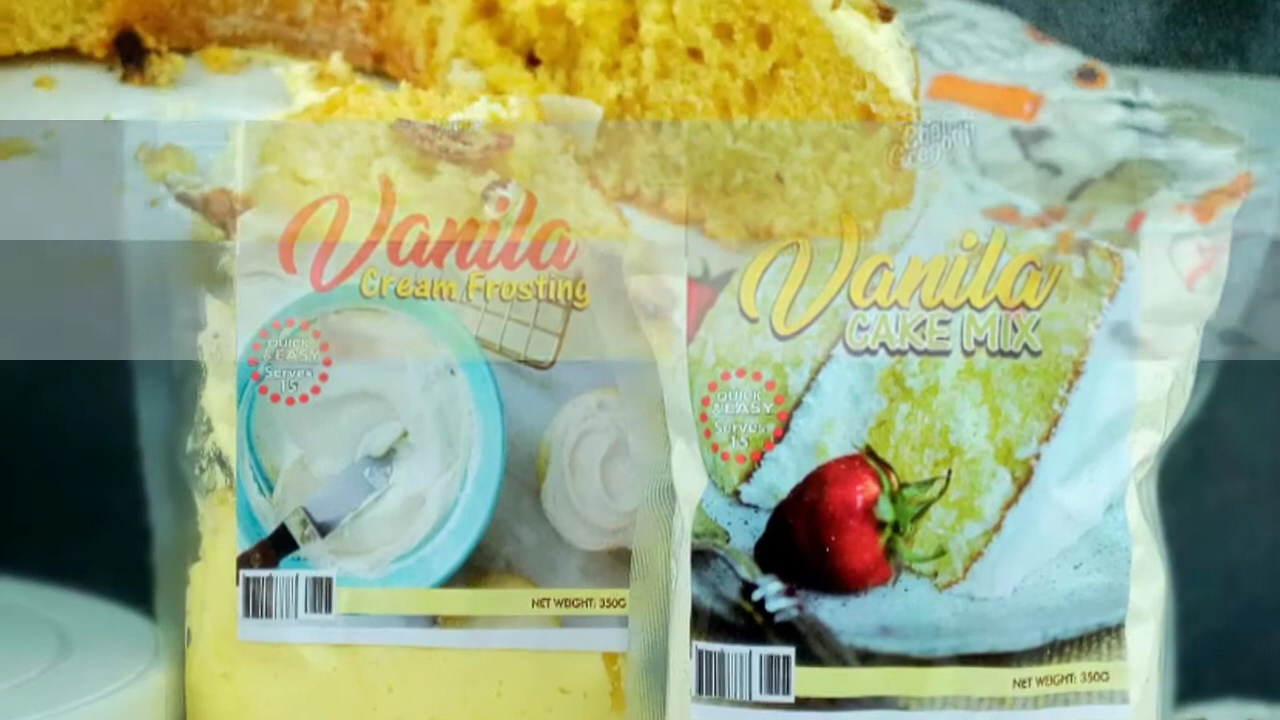 Vanila
Cream Frosting
QUICK
& EASY
Serves
15
NET WEIGHT: 350G
Vanila
CAKE MIX
QUICK
& EASY
Serves
15
NET WEIGHT: 350G